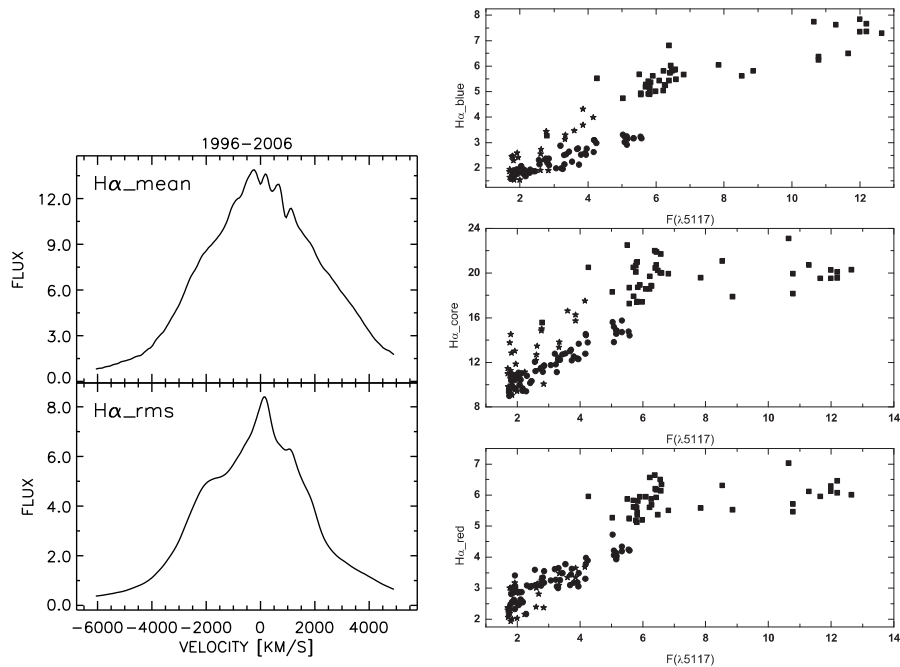 1996-2006
Hα_mean
FLUX
12.0
9.0
6.0
3.0
0.0
Hα_rms
FLUX
8.0
6.0
4.0
2.0
0.0
-6000 -4000 -2000 0 2000 4000
VELOCITY [KM/S]
Hα_blue
8
7
6
5
4
3
2
2 4 6 8 10 12
F(λ5117)
Hα_core
24
20
16
12
8
2 4 6 8 10 12 14
F(λ5117)
Hα_red
7
6
5
4
3
2
2 4 6 8 10 12 14
F(λ5117)